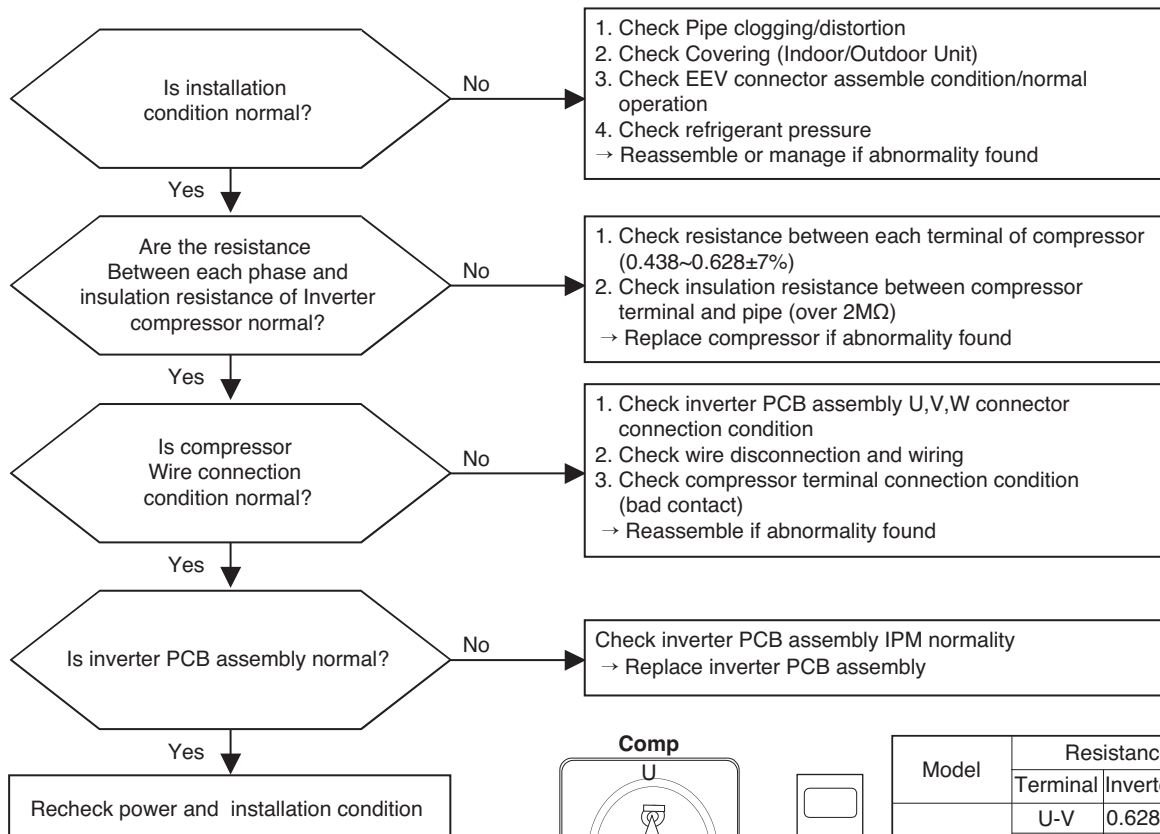 Is installation
condition normal?
No
1. Check Pipe clogging/distortion
2. Check Covering (Indoor/Outdoor Unit)
3. Check EEV connector assemble condition/normal
operation
4. Check refrigerant pressure
→ Reassemble or manage if abnormality found
Yes
Are the resistance
Between each phase and
insulation resistance of Inverter
compressor normal?
No
1. Check resistance between each terminal of compressor
(0.438~0.628±7%)
2. Check insulation resistance between compressor
terminal and pipe (over 2MΩ)
→ Replace compressor if abnormality found
Yes
Is compressor
Wire connection
condition normal?
No
1. Check inverter PCB assembly U,V,W connector
connection condition
2. Check wire disconnection and wiring
3. Check compressor terminal connection condition
(bad contact)
→ Reassemble if abnormality found
Yes
Is inverter PCB assembly normal?
No
Check inverter PCB assembly IPM normality
→ Replace inverter PCB assembly
Yes
Recheck power and installation condition
Comp
U
Model
Terminal
U-V 0.628